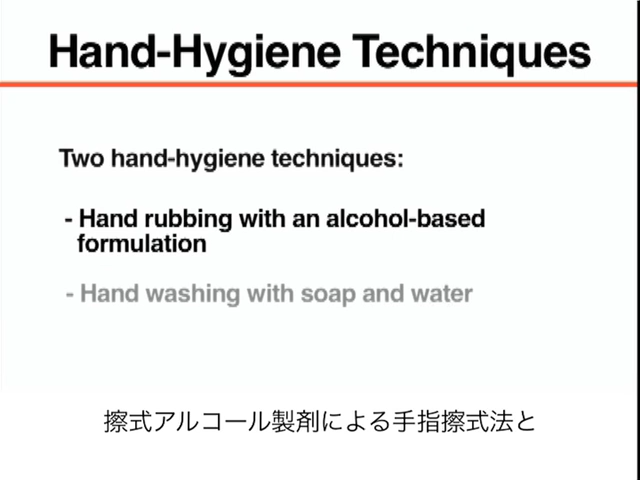 Hand-Hygiene Techniques
Two hand-hygiene techniques:
- Hand rubbing with an alcohol-based
formulation
- Hand washing with soap and water
擦式アルコール製剤による手指擦式法と